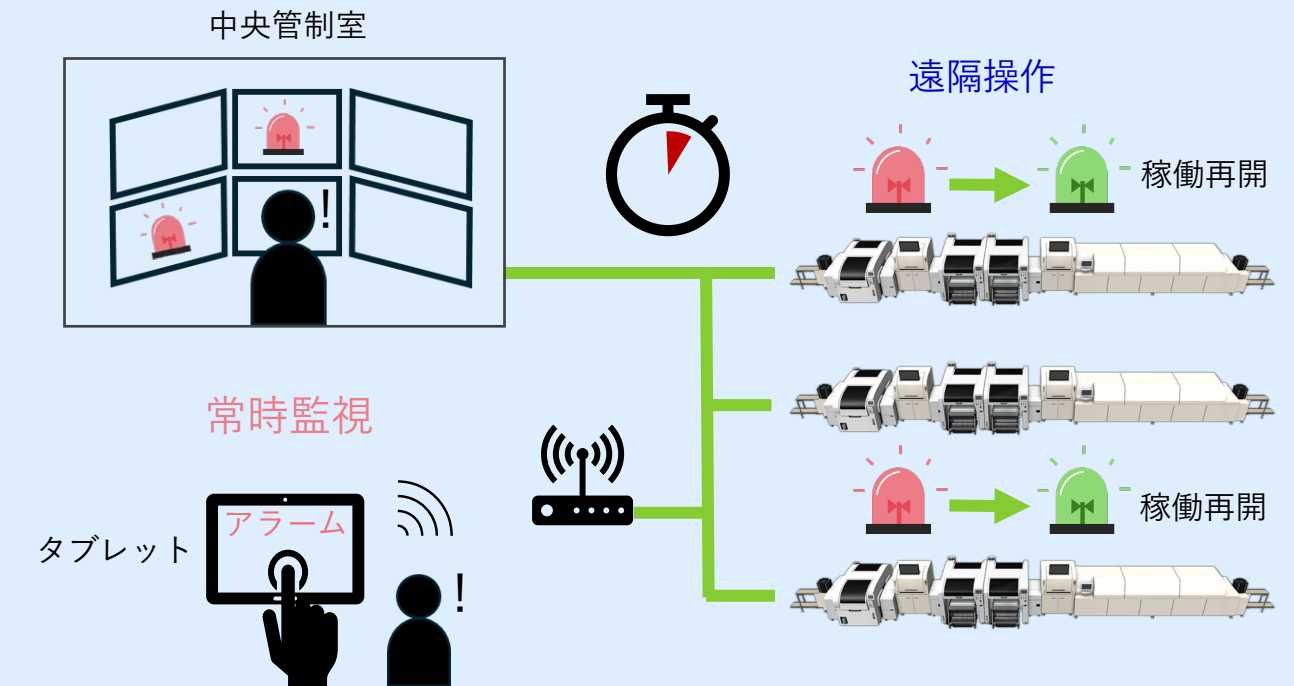 中央管制室
遠隔操作
!
稼働再開
常時監視
アラーム
タブレット
!
稼働再開